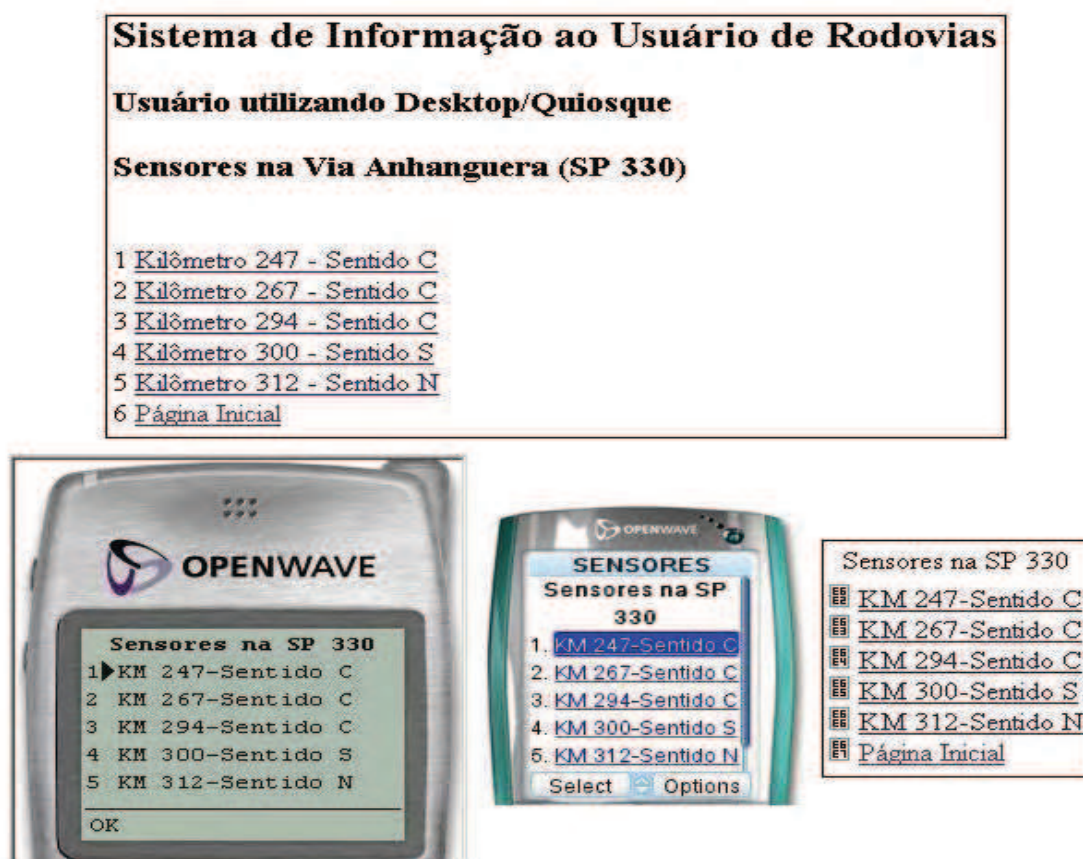 Sistema de Informação ao Usuário de Rodovias
Usuário utilizando Desktop/Quiosque
Sensores na Via Anhanguera (SP 330)
1 Kilômetro 247 - Sentido C
2 Kilômetro 267 - Sentido C
3 Kilômetro 294 - Sentido C
4 Kilômetro 300 - Sentido S
5 Kilômetro 312 - Sentido N
6 Página Inicial
OPENWAVE
Sensores na SP 330
1 KM 247-Sentido C
2 KM 267-Sentido C
3 KM 294-Sentido C
4 KM 300-Sentido S
5 KM 312-Sentido N
OK
OPENWAVE
SENSORES
Sensores na SP
330
1. KM 247-Sentido C
2. KM 267-Sentido C
3. KM 294-Sentido C
4. KM 300-Sentido S
5. KM 312-Sentido N
Select Options
Sensores na SP 330
KM 247-Sentido C
KM 267-Sentido C
KM 294-Sentido C
KM 300-Sentido S
KM 312-Sentido N
Página Inicial